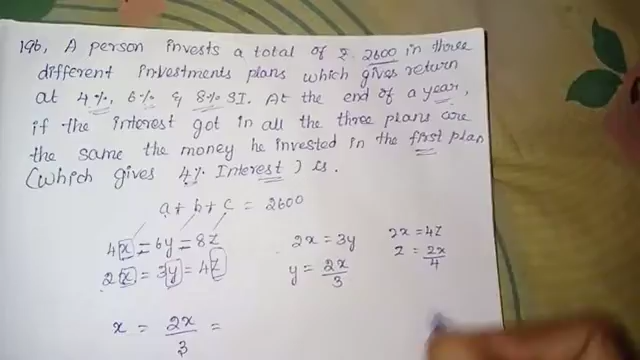 196, A person invests a total of ₹ 2600 in three
different investments plans which gives return
at 4%, 6% & 8% SI. At the end of a year,
if the interest got in all the three plans are
the same the money he invested in the first plan
(which gives 4% Interest) is.
a + b + c = 2600
4x = 6y = 8z
2x = 3y = 4z
2x = 3y
y = 2x/3
2x = 4z
z = 2x/4
x = 2x/3 =